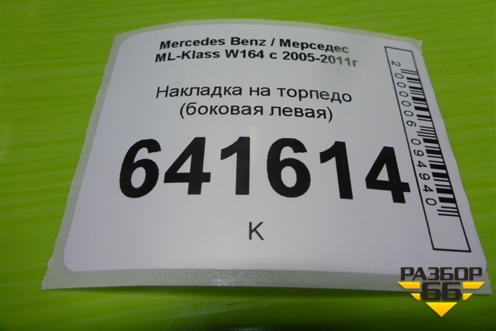 Mercedes Benz / Мерседес
ML-Klass W164 с 2005-2011г
Накладка на торпедо
(боковая левая)
641614
К
2000006094940
РАЗБОР
66